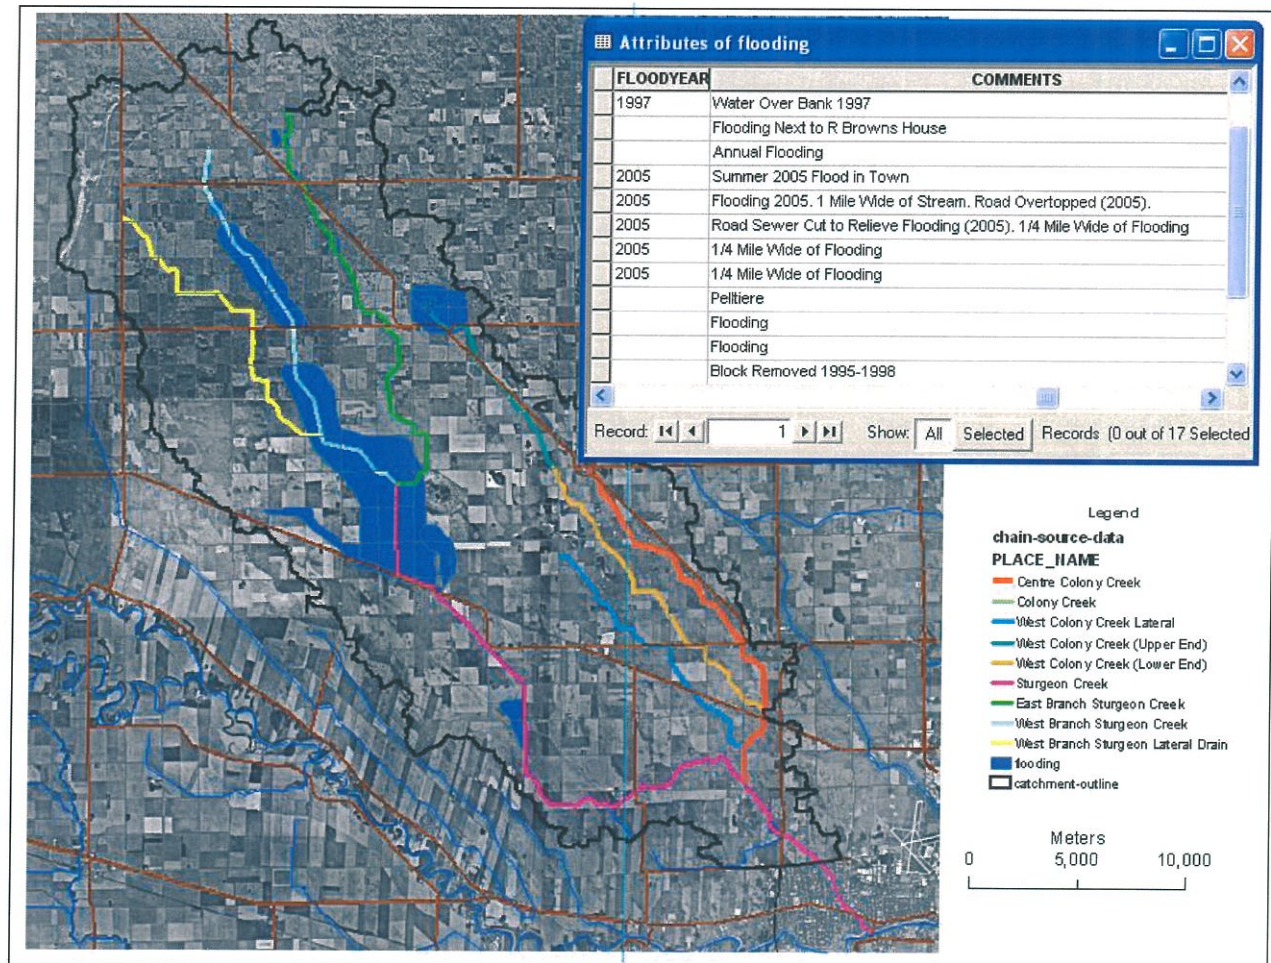 Attributes of flooding
FLOODYEAR COMMENTS
1997 Water Over Bank 1997
Flooding Next to R Browns House
Annual Flooding
2005 Summer 2005 Flood in Town
2005 Flooding 2005. 1 Mile Wide of Stream. Road Overtopped (2005).
2005 Road Sewer Cut to Relieve Flooding (2005). 1/4 Mile Wide of Flooding
2005 1/4 Mile Wide of Flooding
2005 1/4 Mile Wide of Flooding
Pelltiere
Flooding
Flooding
Block Removed 1995-1998
Record: 1 Show: All Selected Records (0 out of 17 Selected
Legend
chain-source-data
PLACE_NAME
Centre Colony Creek
Colony Creek
West Colony Creek Lateral
West Colony Creek (Upper End)
West Colony Creek (Lower End)
Sturgeon Creek
East Branch Sturgeon Creek
West Branch Sturgeon Creek
West Branch Sturgeon Lateral Drain
flooding
catchment-outline
Meters
0 5,000 10,000